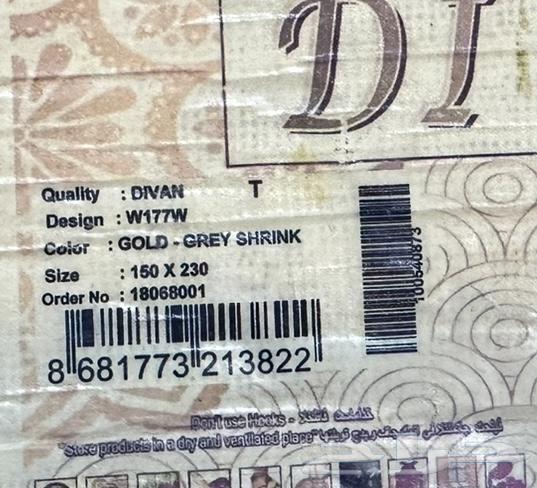 DI
Quality : DIVAN T
Design : W177W
Color : GOLD - GREY SHRINK
Size : 150 X 230
Order No : 18068001
8 681773 213822
100540873
Don't use Hooks -
"Store products in a dry and ventilated place"